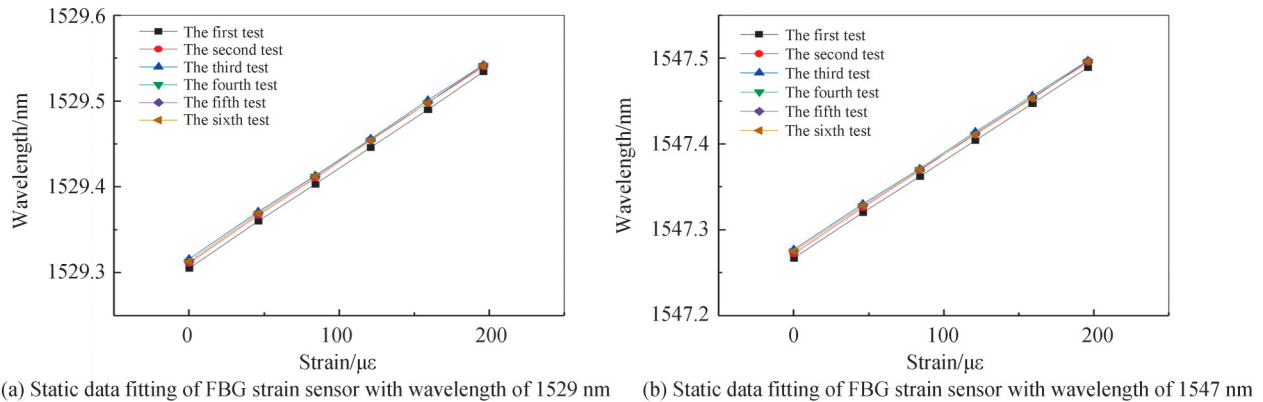 1529.6
1529.5
1529.4
1529.3
Wavelength/nm
The first test
The second test
The third test
The fourth test
The fifth test
The sixth test
0
100
200
Strain/με
(a) Static data fitting of FBG strain sensor with wavelength of 1529 nm
1547.5
1547.4
1547.3
1547.2
Wavelength/nm
The first test
The second test
The third test
The fourth test
The fifth test
The sixth test
0
100
200
Strain/με
(b) Static data fitting of FBG strain sensor with wavelength of 1547 nm